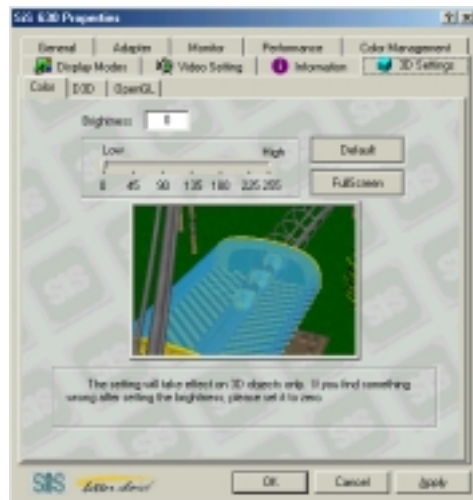 SiS 630 Properties
General Adapter Monitor Performance Color Management
Display Modes Video Setting Information 3D Settings
Color D3D OpenGL
Brightness: 0
Low High Default
0 45 90 135 180 225 255 FullScreen
The setting will take effect on 3D objects only. If you find something
wrong after setting the brightness, please set it to zero.
SiS OK Cancel Apply